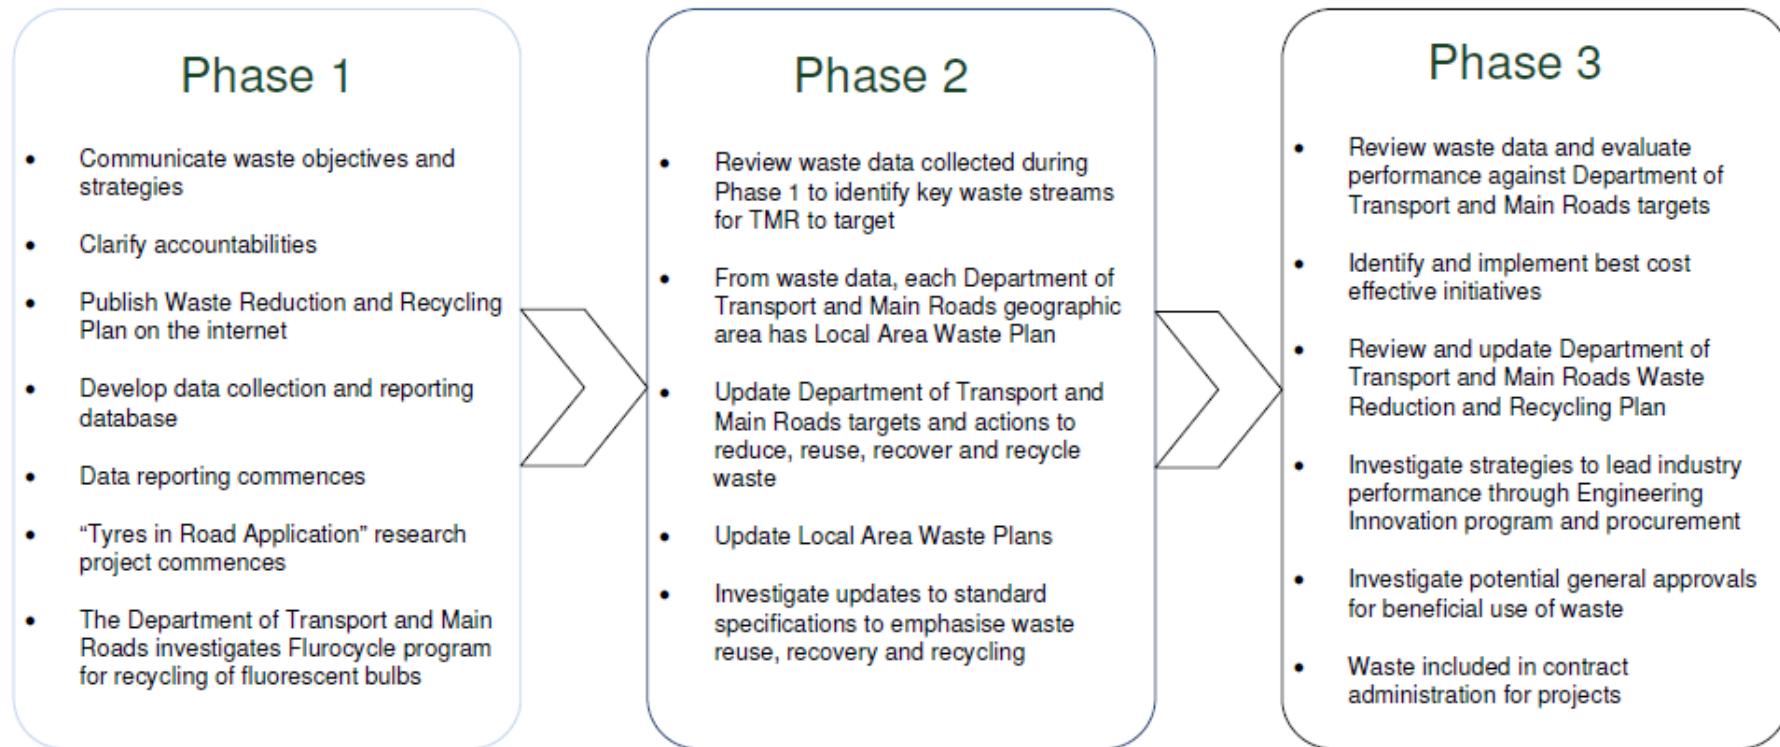 Phase 1
• Communicate waste objectives and
strategies
• Clarify accountabilities
• Publish Waste Reduction and Recycling
Plan on the internet
• Develop data collection and reporting
database
• Data reporting commences
• “Tyres in Road Application” research
project commences
• The Department of Transport and Main
Roads investigates Flurocycle program
for recycling of fluorescent bulbs
Phase 2
• Review waste data collected during
Phase 1 to identify key waste streams
for TMR to target
• From waste data, each Department of
Transport and Main Roads geographic
area has Local Area Waste Plan
• Update Department of Transport and
Main Roads targets and actions to
reduce, reuse, recover and recycle
waste
• Update Local Area Waste Plans
• Investigate updates to standard
specifications to emphasise waste
reuse, recovery and recycling
Phase 3
• Review waste data and evaluate
performance against Department of
Transport and Main Roads targets
• Identify and implement best cost
effective initiatives
• Review and update Department of
Transport and Main Roads Waste
Reduction and Recycling Plan
• Investigate strategies to lead industry
performance through Engineering
Innovation program and procurement
• Investigate potential general approvals
for beneficial use of waste
• Waste included in contract
administration for projects